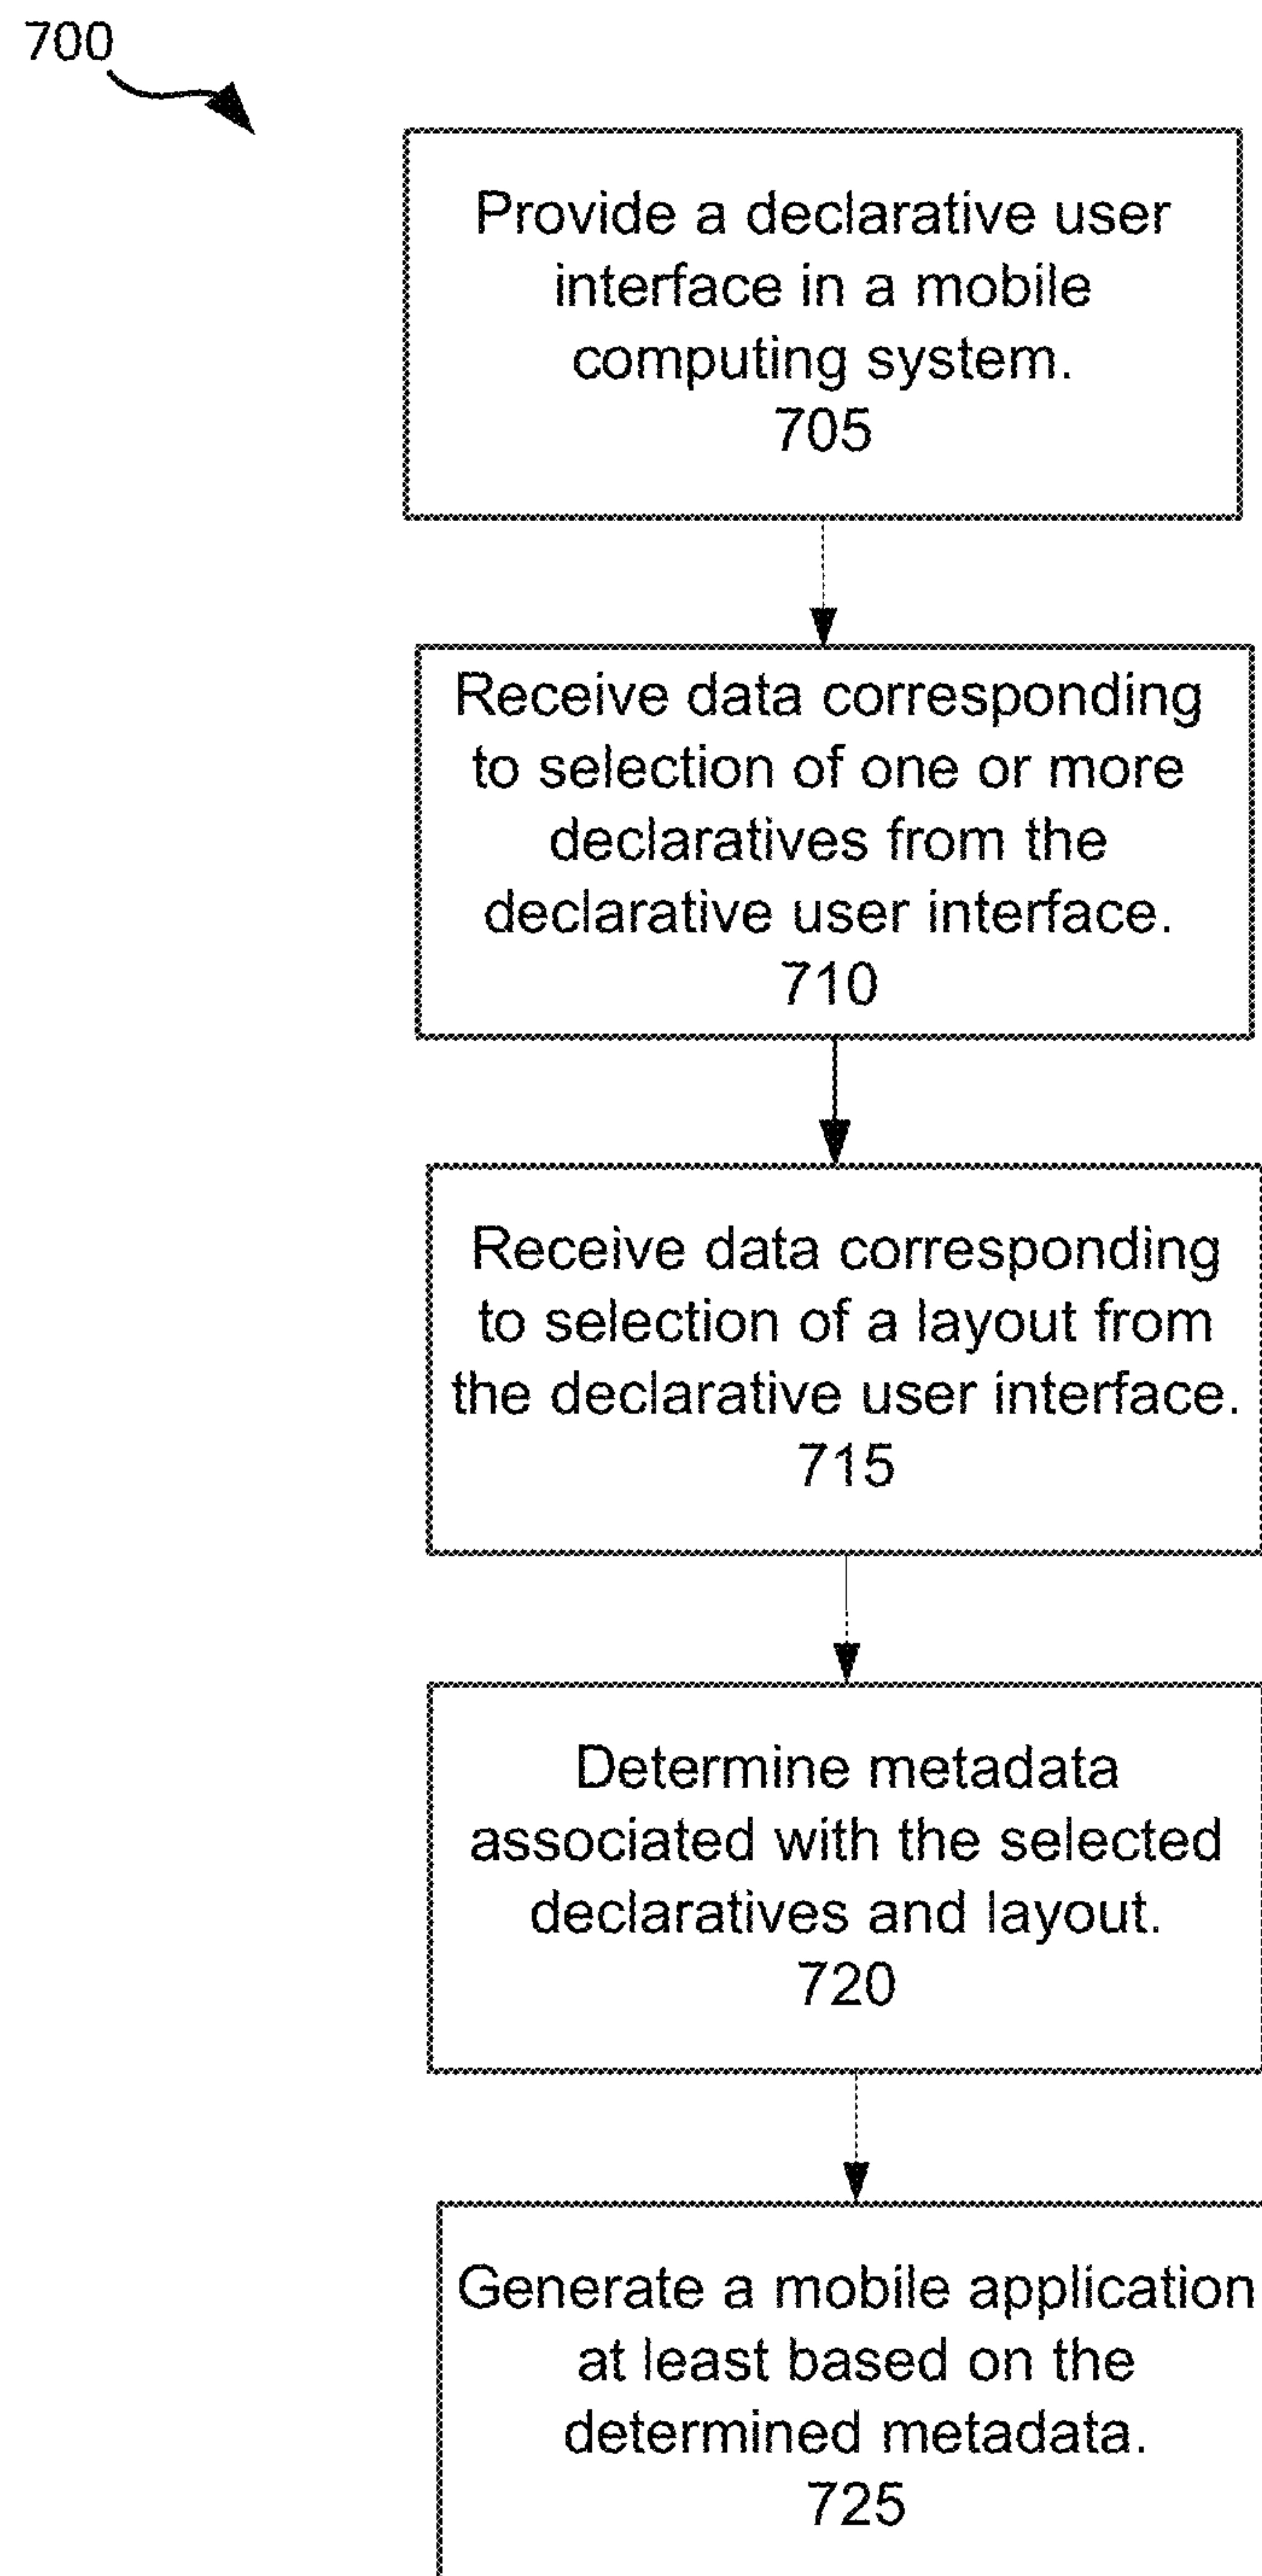 700
Provide a declarative user
interface in a mobile
computing system.
705
Receive data corresponding
to selection of one or more
declaratives from the
declarative user interface.
710
Receive data corresponding
to selection of a layout from
the declarative user interface.
715
Determine metadata
associated with the selected
declaratives and layout.
720
Generate a mobile application
at least based on the
determined metadata.
725